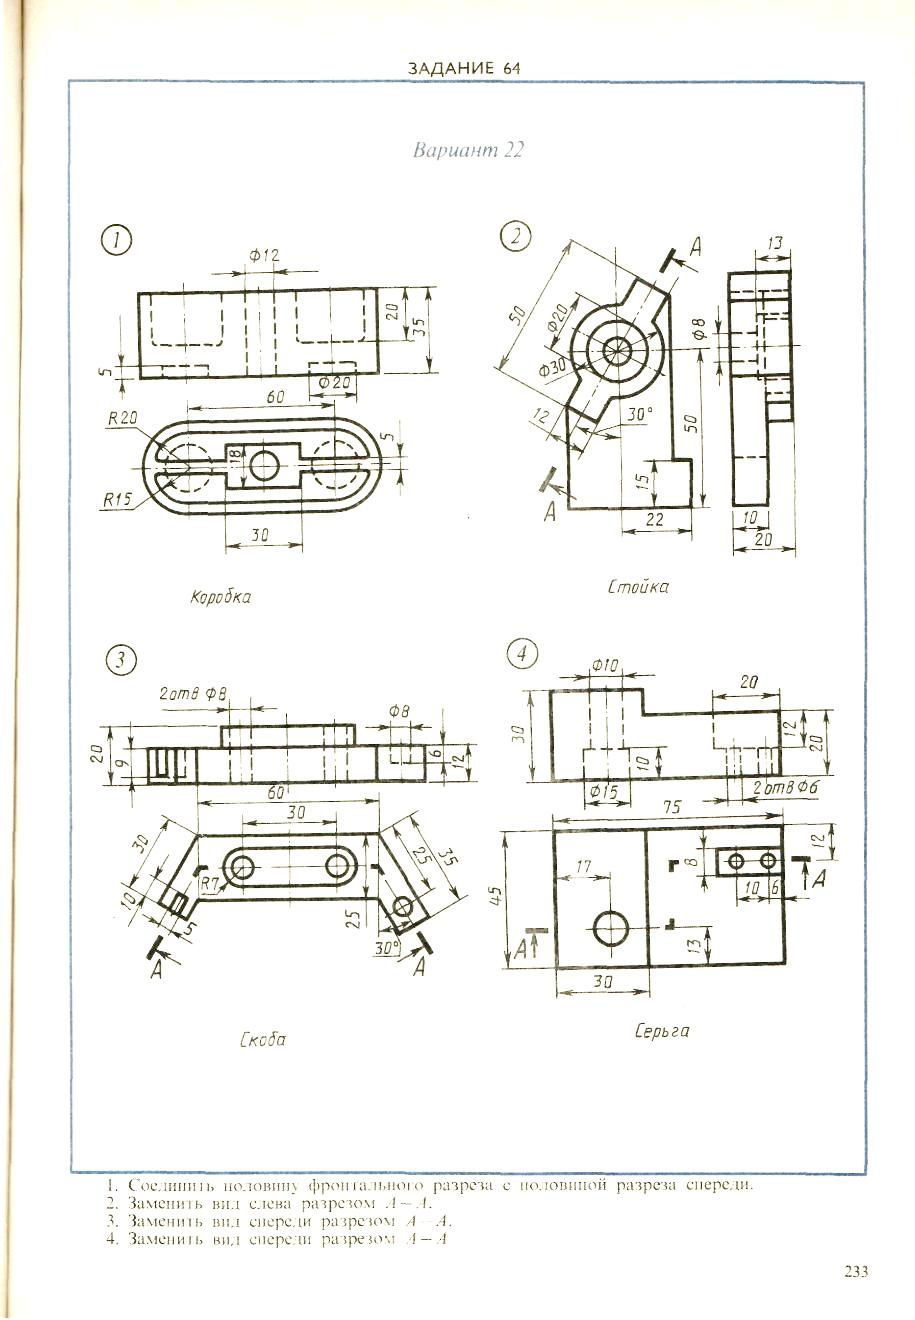 ЗАДАНИЕ 64
Вариант 22
1
Ф12
20
35
5
Ф20
60
R20
18
5
R15
30
Коробка
2
А
13
50
Ф20
Ф30
Ф8
12
30°
50
А
15
22
10
20
Стойка
3
2отв Ф8
Ф8
20
9
6
12
60
30
30
25
35
R7
10
5
25
30°
А
А
Скоба
4
Ф10
20
30
12
20
10
Ф15
2отв Ф6
75
12
8
17
45
10
6
А
А
13
30
Серьга
1. Соединить половину фронтального разреза с половиной разреза спереди.
2. Заменить вид слева разрезом А – А.
3. Заменить вид спереди разрезом А А.
4. Заменить вид спереди разрезом А – А
233